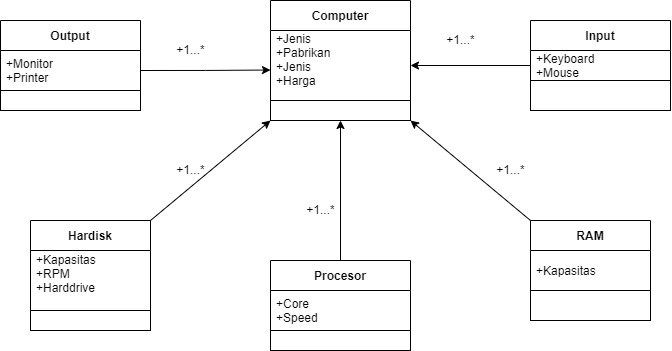 Output
+Monitor
+Printer
+1...*
Computer
+Jenis
+Pabrikan
+Jenis
+Harga
+1...*
Input
+Keyboard
+Mouse
+1...*
+1...*
+1...*
Hardisk
+Kapasitas
+RPM
+Harddrive
Procesor
+Core
+Speed
RAM
+Kapasitas